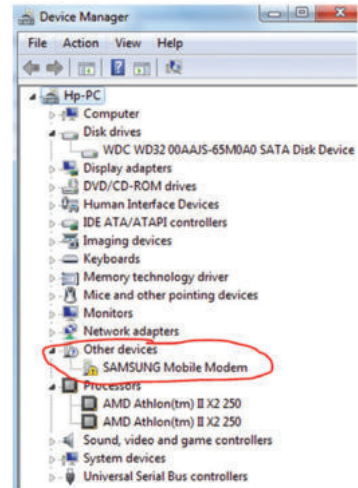 Device Manager
File Action View Help
Hp-PC
Computer
Disk drives
WDC WD32 00AAJS-65M0A0 SATA Disk Device
Display adapters
DVD/CD-ROM drives
Human Interface Devices
IDE ATA/ATAPI controllers
Imaging devices
Keyboards
Memory technology driver
Mice and other pointing devices
Monitors
Network adapters
Other devices
SAMSUNG Mobile Modem
Processors
AMD Athlon(tm) II X2 250
AMD Athlon(tm) II X2 250
Sound, video and game controllers
System devices
Universal Serial Bus controllers